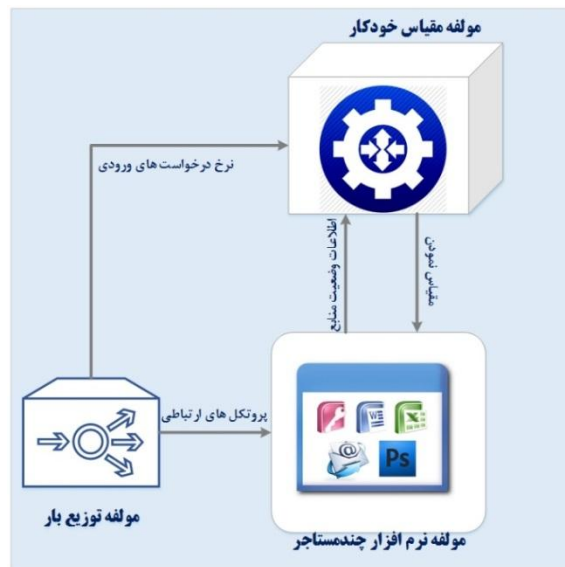 مولفه مقیاس خودکار
نرخ درخواست های ورودی
اطلاعات وضعیت منابع
مقیاس نمودن
پروتکل های ارتباطی
W
X
@
Ps
مولفه توزیع بار
مولفه نرم افزار چندمستاجر